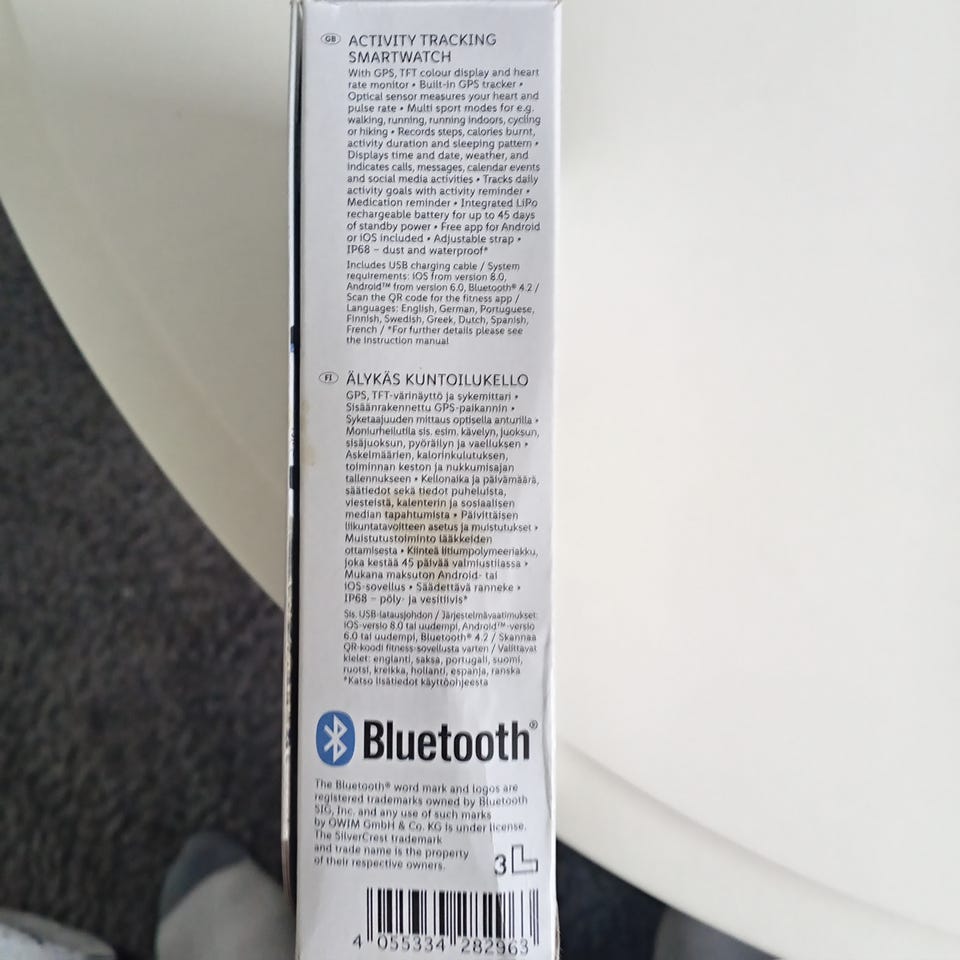 GB ACTIVITY TRACKING
SMARTWATCH
With GPS, TFT colour display and heart
rate monitor • Built-in GPS tracker •
Optical sensor measures your heart and
pulse rate • Multi sport modes for e.g.
walking, running, running indoors, cycling
or hiking • Records steps, calories burnt,
activity duration and sleeping pattern •
Displays time and date, weather, and
indicates calls, messages, calendar events
and social media activities • Tracks daily
activity goals with activity reminder •
Medication reminder • Integrated LiPo
rechargeable battery for up to 45 days
of standby power • Free app for Android
or iOS included • Adjustable strap •
IP68 – dust and waterproof*
Includes USB charging cable / System
requirements: iOS from version 8.0,
Android™ from version 6.0, Bluetooth® 4.2 /
Scan the QR code for the fitness app /
Languages: English, German, Portuguese,
Finnish, Swedish, Greek, Dutch, Spanish,
French / *For further details please see
the instruction manual
FI ÄLYKÄS KUNTOILUKELLO
GPS, TFT-värinäyttö ja sykemittari •
Sisäänrakennettu GPS-paikannin •
Syketaajuuden mittaus optisella anturilla •
Moniurheilutila sis. esim. kävelyn, juoksun,
sisäjuoksun, pyöräilyn ja vaelluksen •
Askelmäärien, kalorinkulutuksen,
toiminnan keston ja nukkumisajan
tallennukseen • Kellonaika ja päivämäärä,
säätiedot sekä tiedot puheluista,
viesteistä, kalenterin ja sosiaalisen
median tapahtumista • Päivittäisen
liikuntatavoitteen asetus ja muistutukset •
Muistutustoiminto lääkkeiden
ottamisesta • Kiinteä litiumpolymeeriakku,
joka kestää 45 päivää valmiustilassa •
Mukana maksuton Android- tai
iOS-sovellus • Säädettävä ranneke •
IP68 – pöly- ja vesitiivis*
Sis. USB-latausjohdon / Järjestelmävaatimukset:
iOS-versio 8.0 tai uudempi, Android™-versio
6.0 tai uudempi, Bluetooth® 4.2 / Skannaa
QR-koodi fitness-sovellusta varten / Valittavat
kielet: englanti, saksa, portugali, suomi,
ruotsi, kreikka, hollanti, espanja, ranska
*Katso lisätiedot käyttöohjeesta
Bluetooth®
The Bluetooth® word mark and logos are
registered trademarks owned by Bluetooth
SIG, Inc. and any use of such marks
by OWIM GmbH & Co. KG is under license.
The SilverCrest trademark
and trade name is the property
of their respective owners.
3
4 055334 282963